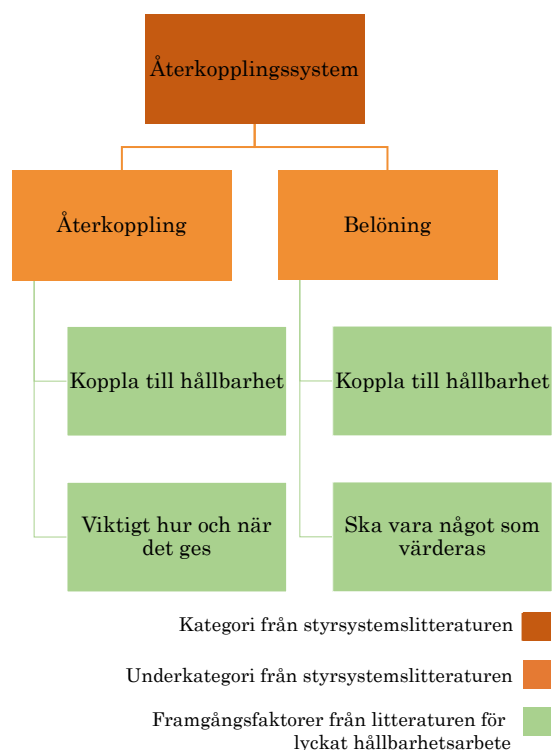 Återkopplingssystem
Återkoppling
Belöning
Koppla till hållbarhet
Koppla till hållbarhet
Viktigt hur och när
det ges
Ska vara något som
värderas
Kategori från styrsystemslitteraturen
Underkategori från styrsystemslitteraturen
Framgångsfaktorer från litteraturen för
lyckat hållbarhetsarbete